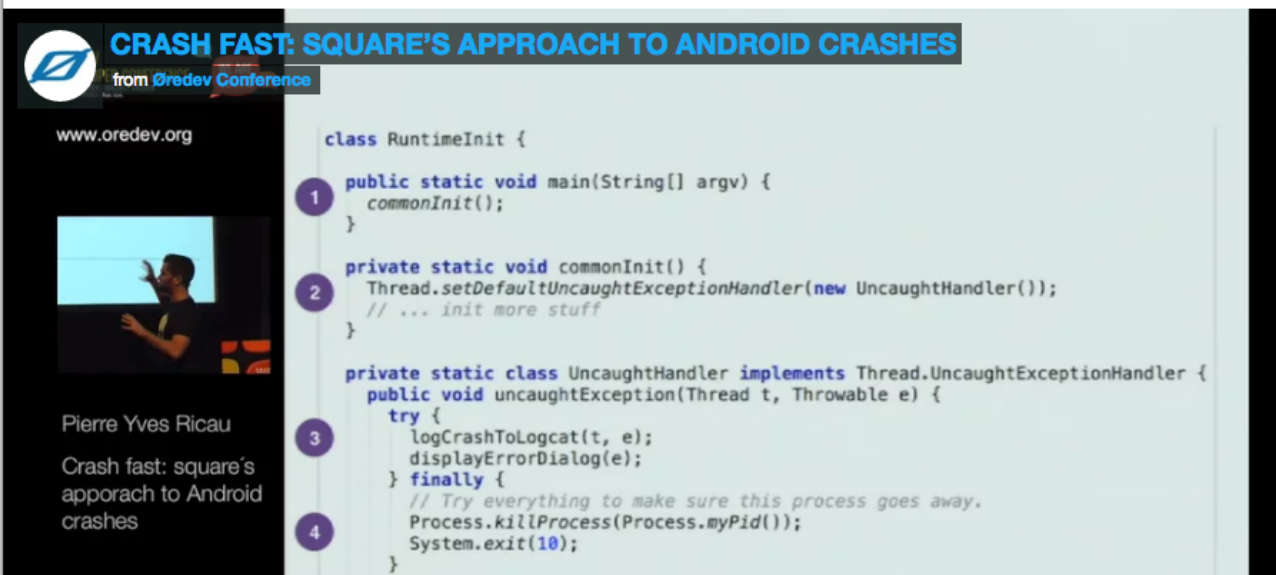 CRASH FAST: SQUARE'S APPROACH TO ANDROID CRASHES
from Øredev Conference
www.oredev.org
Pierre Yves Ricau
Crash fast: square´s
apporach to Android
crashes
class RuntimeInit {
1
public static void main(String[] argv) {
commonInit();
}
2
private static void commonInit() {
Thread.setDefaultUncaughtExceptionHandler(new UncaughtHandler());
// ... init more stuff
}
private static class UncaughtHandler implements Thread.UncaughtExceptionHandler {
public void uncaughtException(Thread t, Throwable e) {
3
try {
logCrashToLogcat(t, e);
displayErrorDialog(e);
} finally {
// Try everything to make sure this process goes away.
4
Process.killProcess(Process.myPid());
System.exit(10);
}